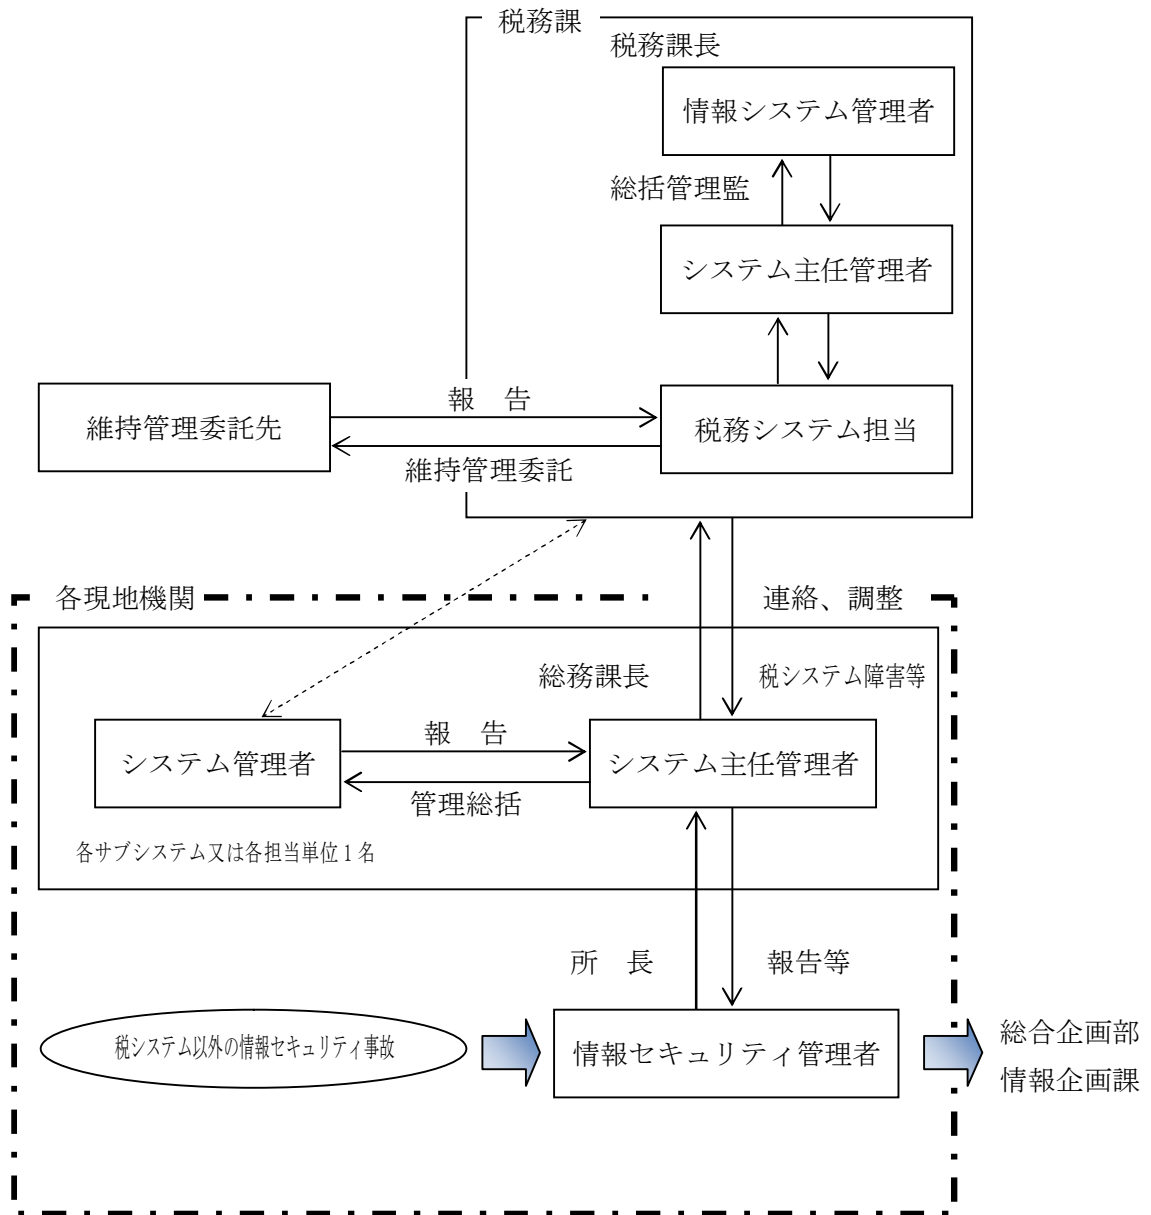 税務課
税務課長
情報システム管理者
総括管理監
システム主任管理者
報 告
維持管理委託先
税務システム担当
維持管理委託
各現地機関
連絡、調整
総務課長
税システム障害等
報 告
システム管理者
システム主任管理者
管理総括
各サブシステム又は各担当単位１名
所 長
報告等
税システム以外の情報セキュリティ事故
情報セキュリティ管理者
総合企画部
情報企画課